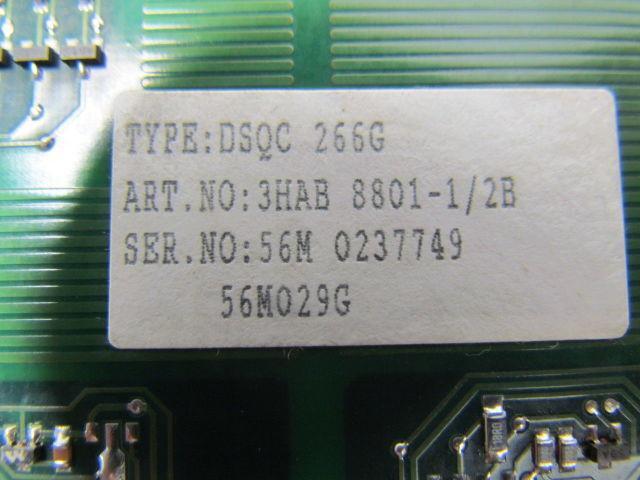 TYPE:DSQC 266G
ART.NO:3HAB 8801-1/2B
SER.NO:56M 0237749
56M029G